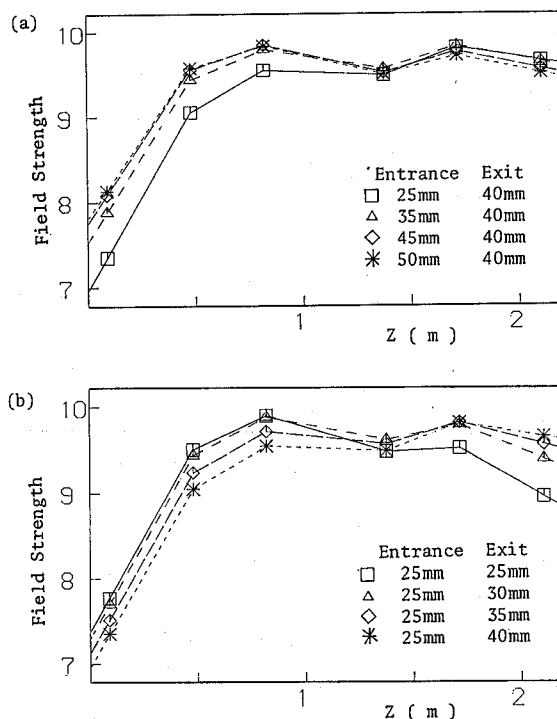 (a)
10
9
8
7
Field Strength
Entrance Exit
25mm 40mm
35mm 40mm
45mm 40mm
50mm 40mm
1 2
Z ( m )
(b)
10
9
8
7
Field Strength
Entrance Exit
25mm 25mm
25mm 30mm
25mm 35mm
25mm 40mm
1 2
Z ( m )